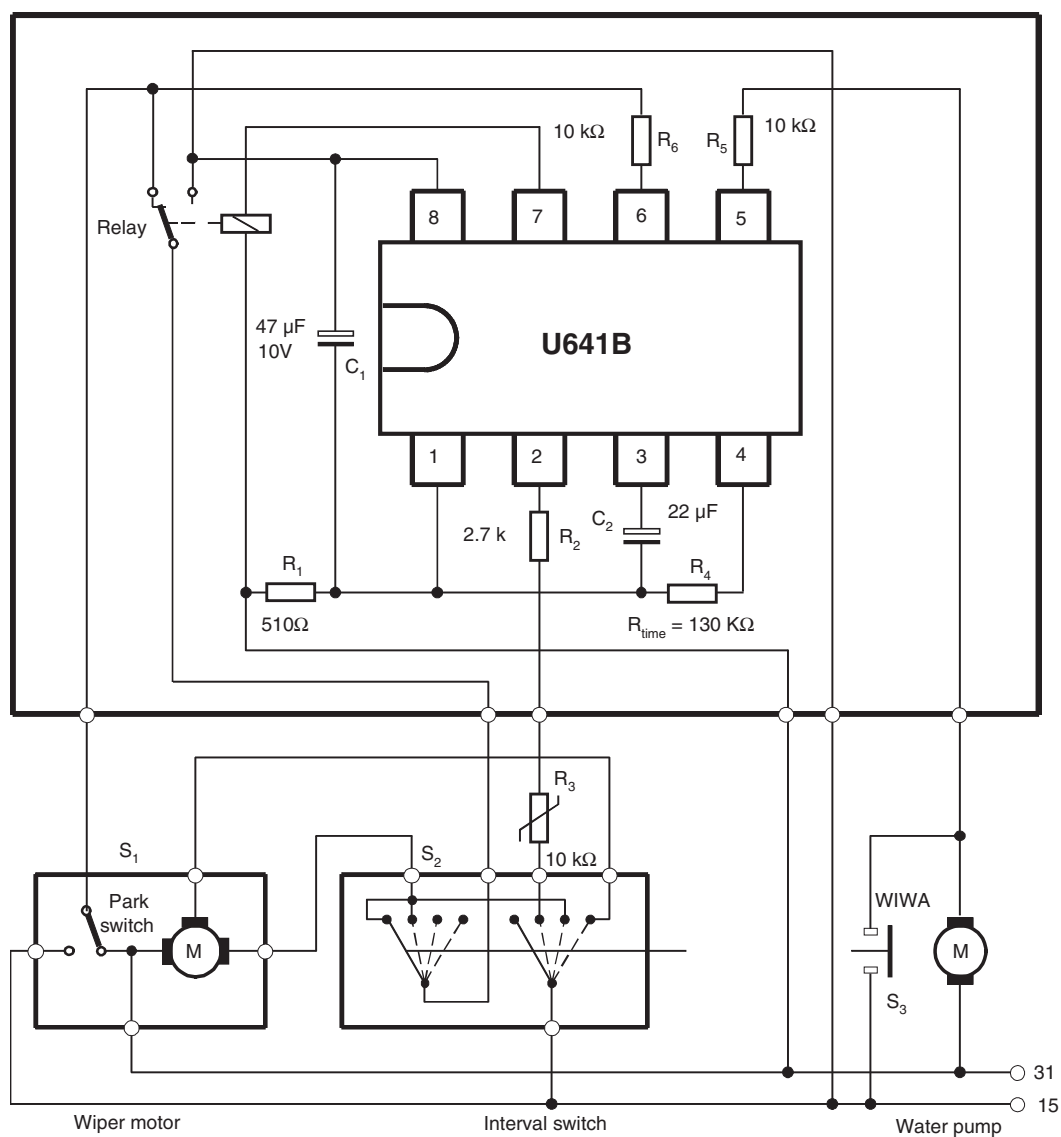 10 kΩ
R6
R5
10 kΩ
Relay
8
7
6
5
47 µF
10V
C1
U641B
1
2
3
4
2.7 k
R2
C2
22 µF
R1
510Ω
R4
Rtime = 130 KΩ
R3
10 kΩ
S1
S2
Park
switch
M
WIWA
M
S3
31
15
Wiper motor
Interval switch
Water pump